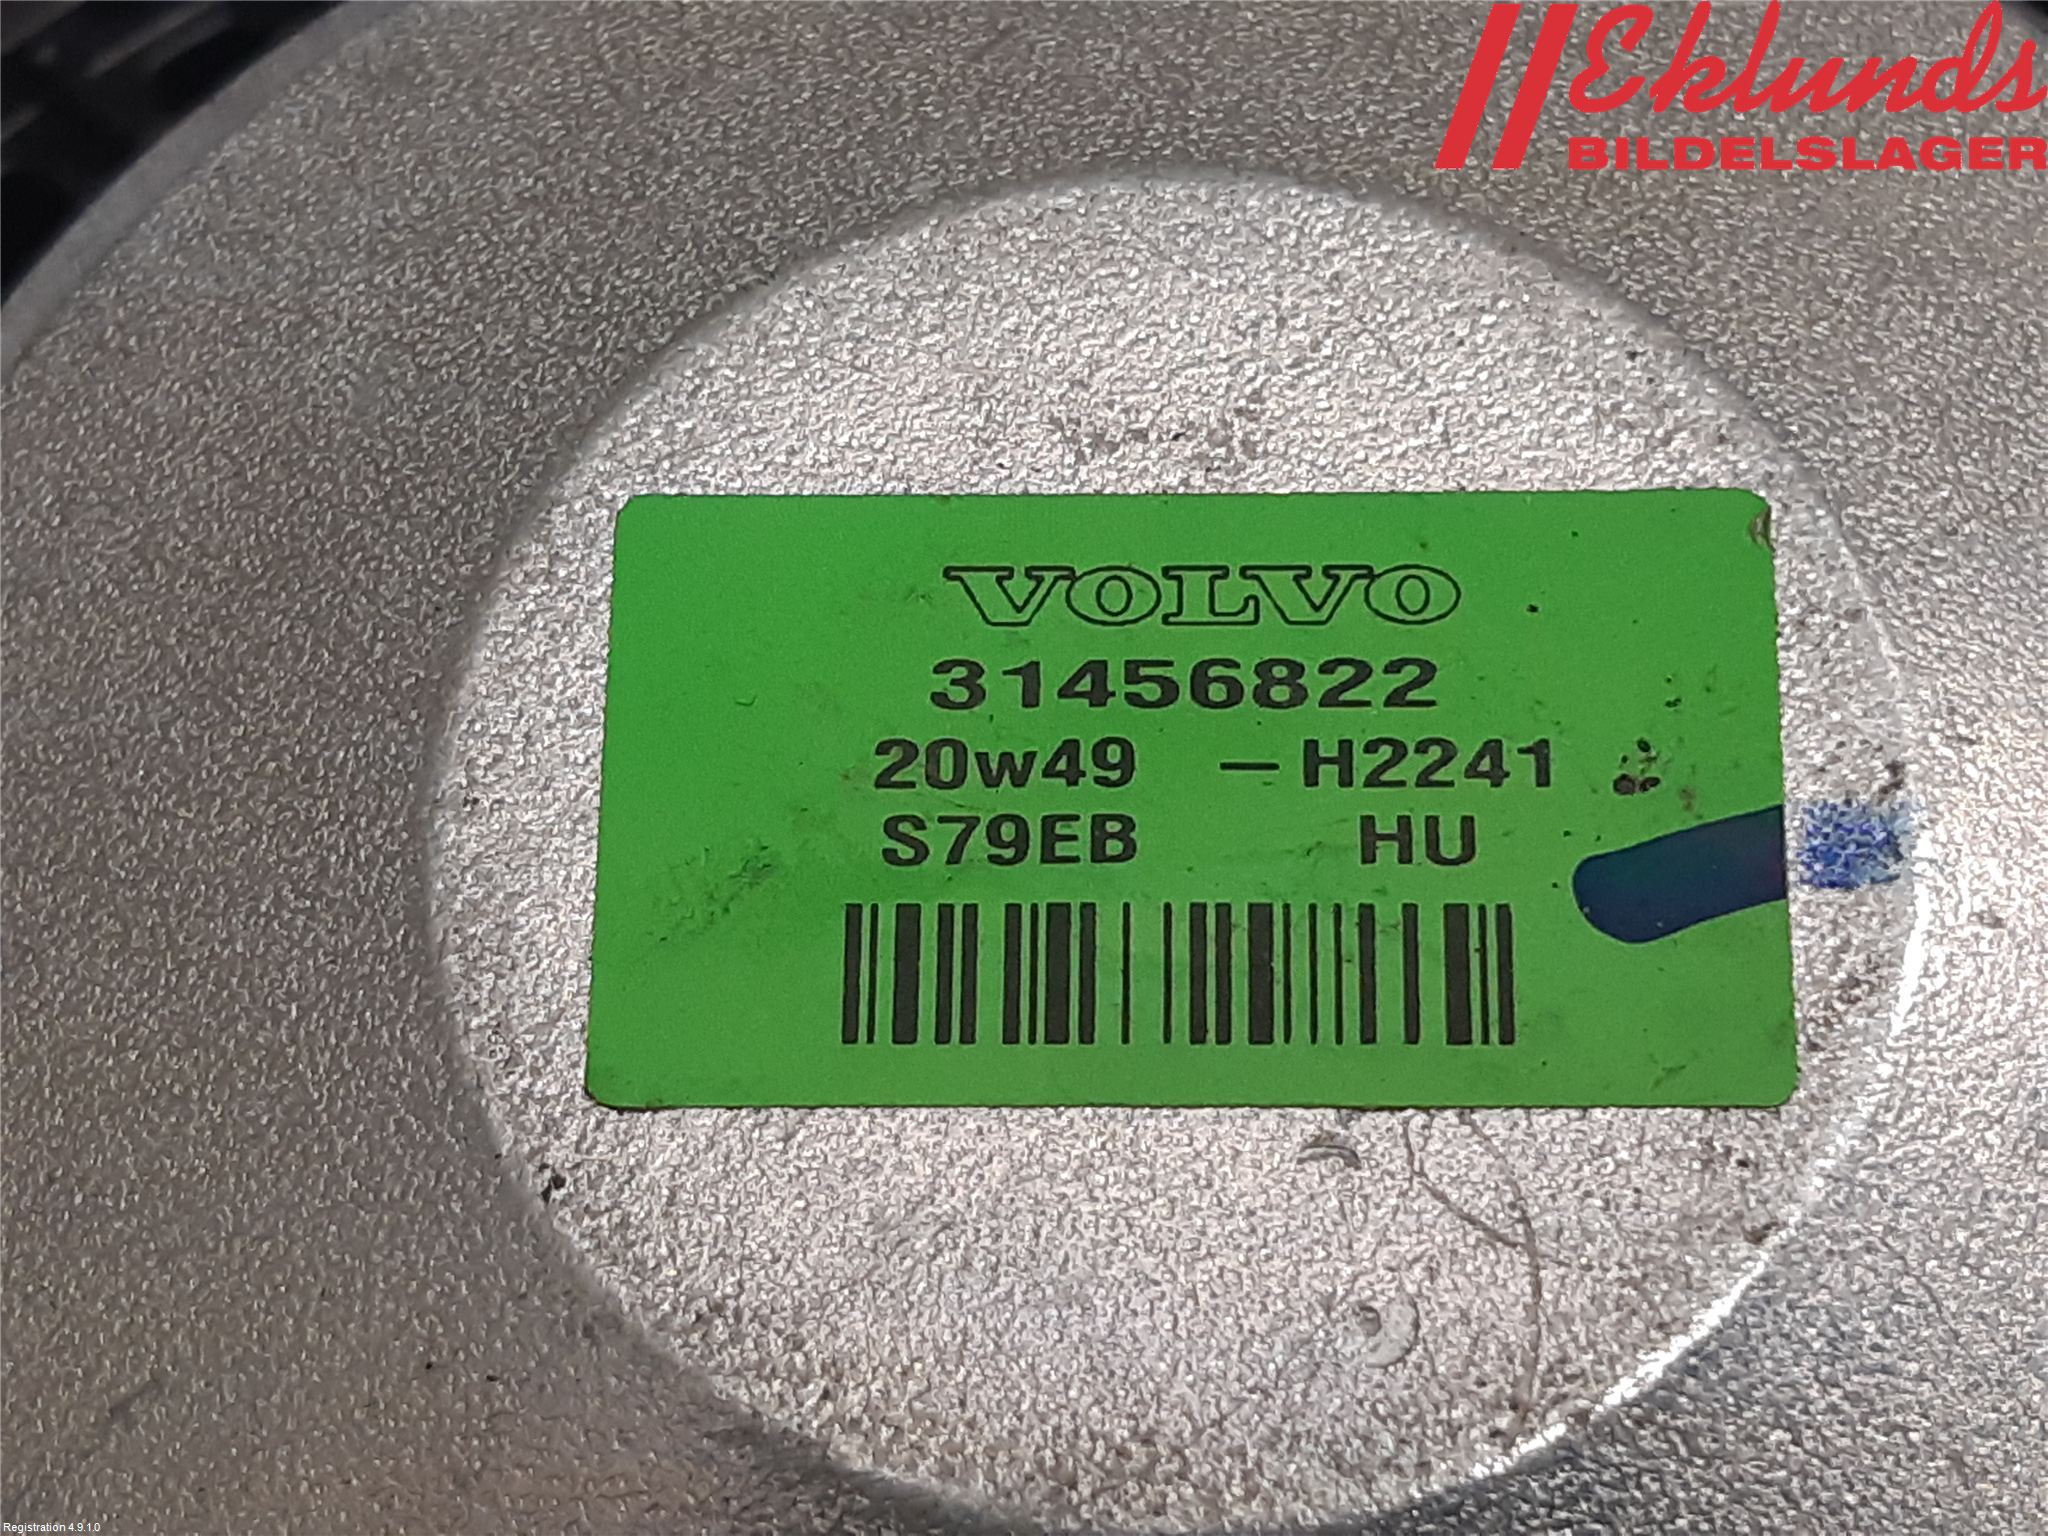 Eklunds
BILDELSLAGER
VOLVO
31456822
20w49 -H2241
S79EB HU
Registration 4.9.1.0